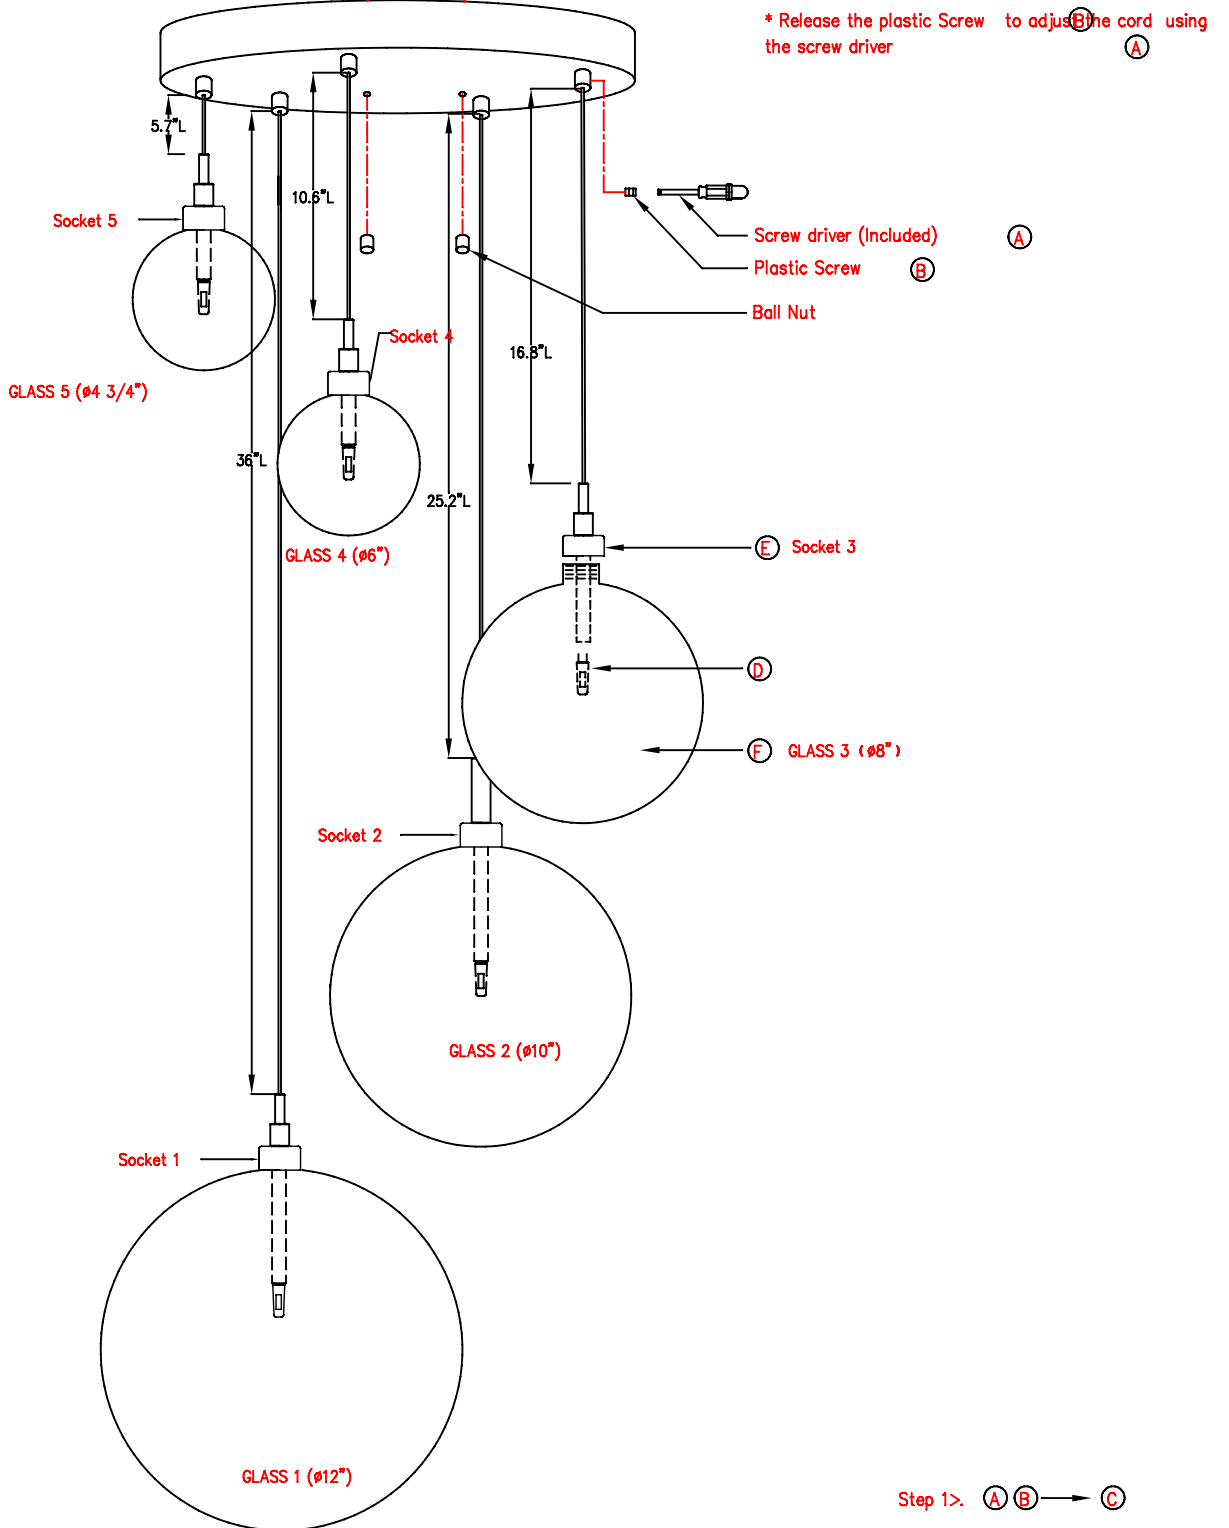 * Release the plastic Screw B to adjust the cord using
the screw driver A
5.7"L
10.6"L
Socket 5
Screw driver (Included) A
Plastic Screw B
Ball Nut
Socket 4
16.8"L
GLASS 5 (ø4 3/4")
36"L
25.2"L
GLASS 4 (ø6")
E Socket 3
D
F GLASS 3 (ø8")
Socket 2
GLASS 2 (ø10")
Socket 1
GLASS 1 (ø12")
Step 1>. A B C